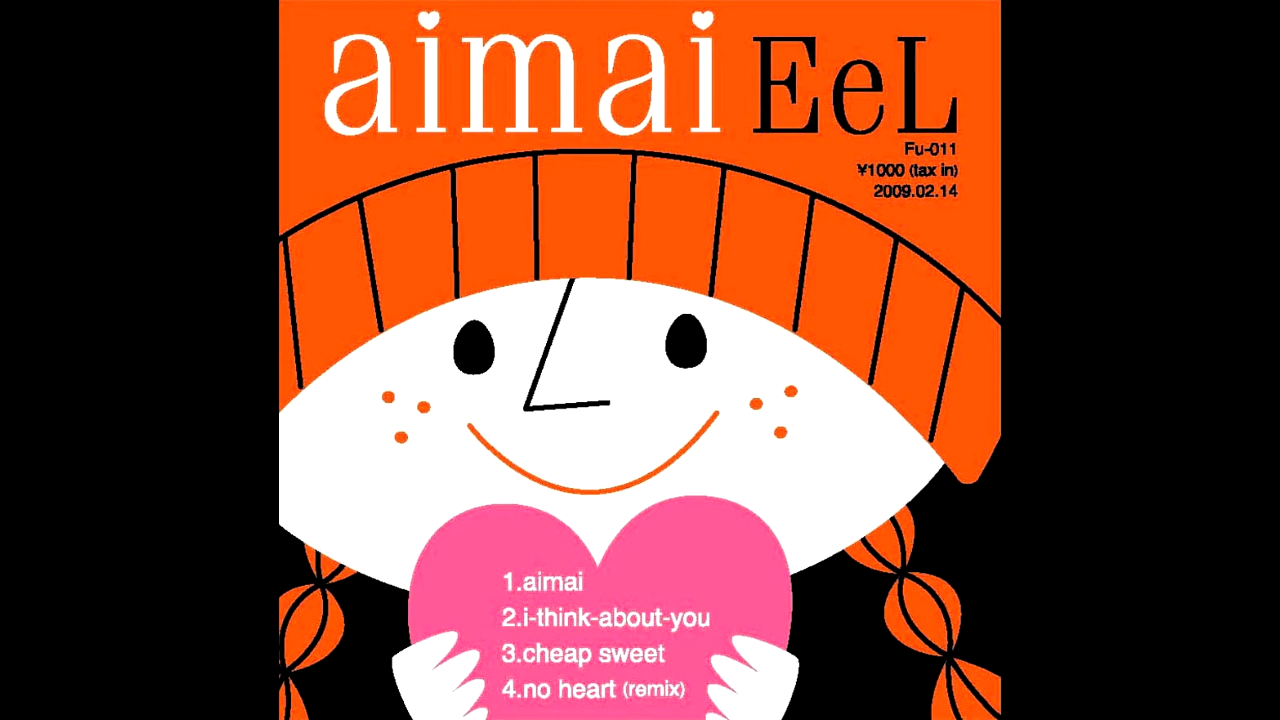 aimai EeL
Fu-011
¥1000 (tax in)
2009.02.14
1.aimai
2.i-think-about-you
3.cheap sweet
4.no heart (remix)